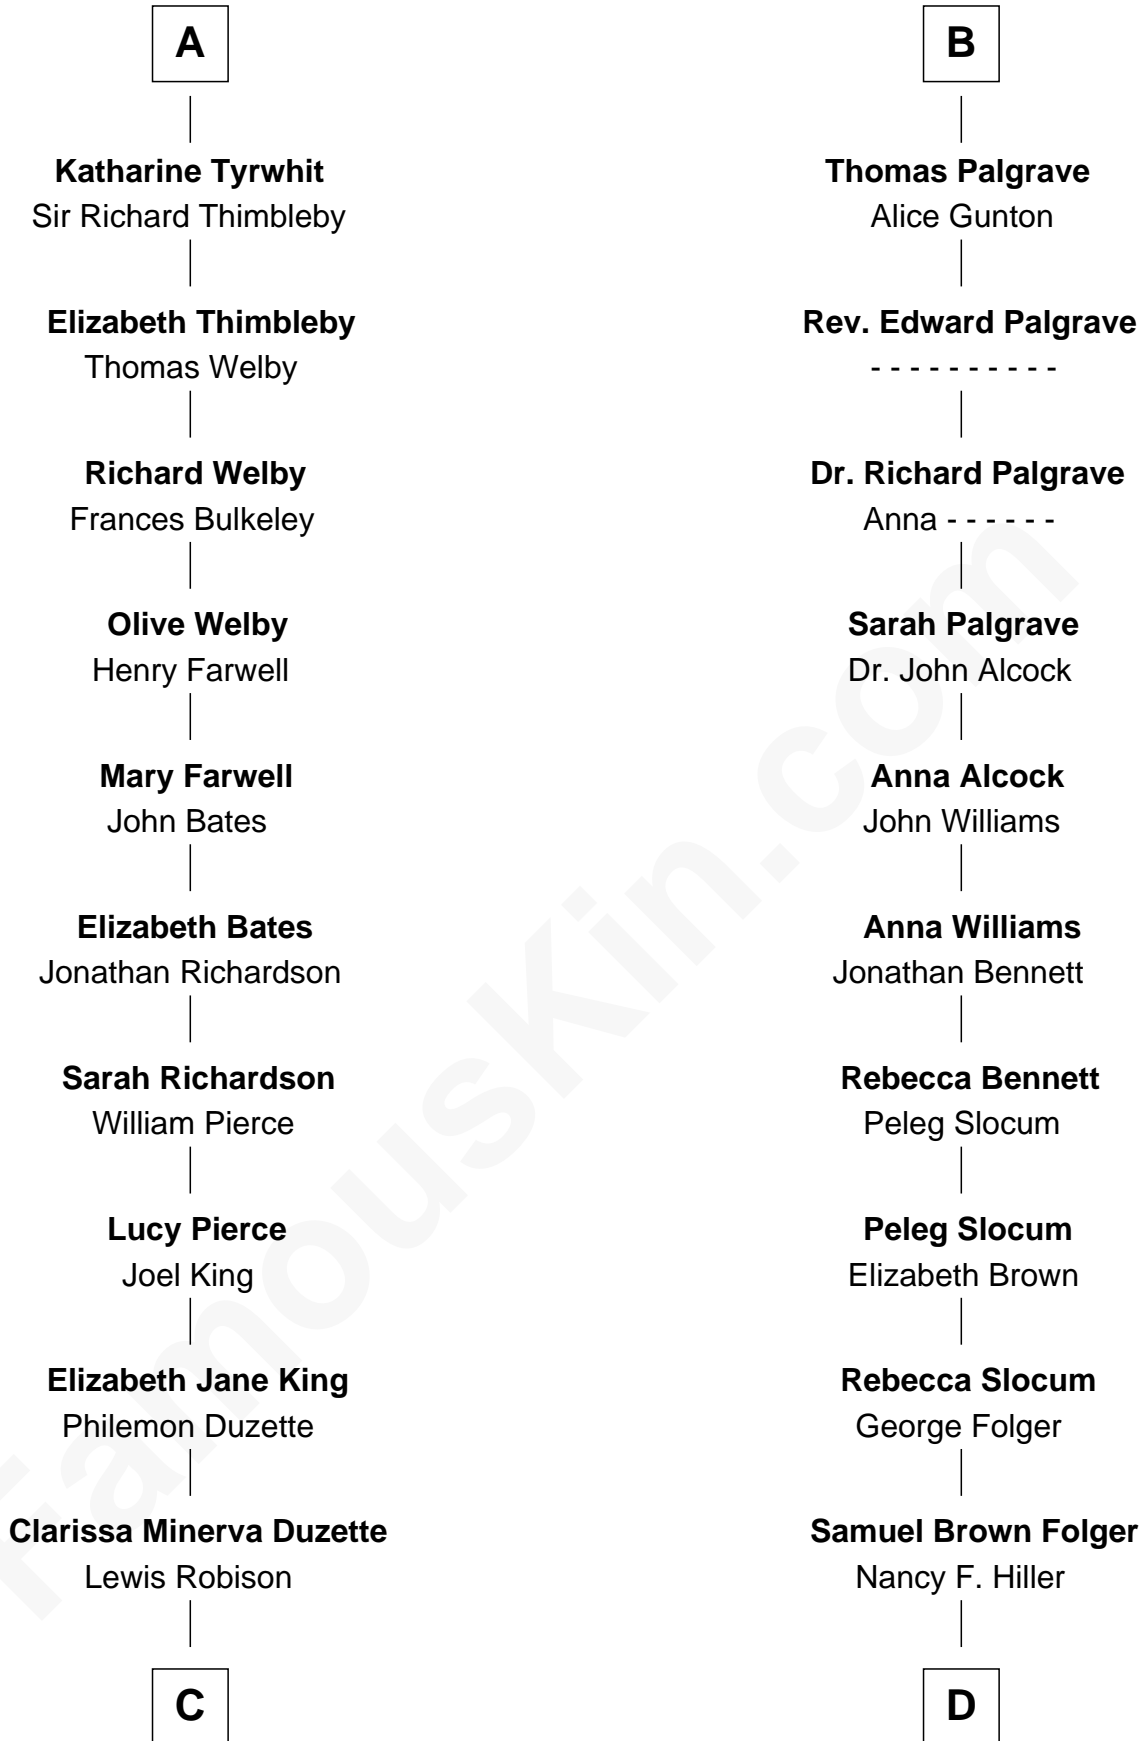 A B
Katharine Tyrwhit Thomas Palgrave
Sir Richard Thimbleby Alice Gunton
Elizabeth Thimbleby Rev. Edward Palgrave
Thomas Welby - - - - - - - - - -
Richard Welby Dr. Richard Palgrave
Frances Bulkeley Anna - - - - - -
Olive Welby Sarah Palgrave
Henry Farwell Dr. John Alcock
Mary Farwell Anna Alcock
John Bates John Williams
Elizabeth Bates Anna Williams
Jonathan Richardson Jonathan Bennett
Sarah Richardson Rebecca Bennett
William Pierce Peleg Slocum
Lucy Pierce Peleg Slocum
Joel King Elizabeth Brown
Elizabeth Jane King Rebecca Slocum
Philemon Duzette George Folger
Clarissa Minerva Duzette Samuel Brown Folger
Lewis Robison Nancy F. Hiller
C D
FamousKin.com